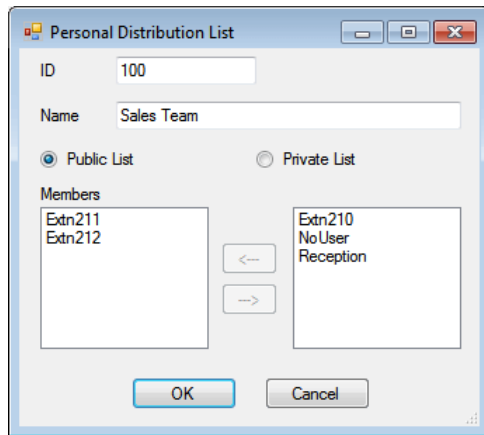 Personal Distribution List
ID 100
Name Sales Team
Public List Private List
Members
Extn211 Extn210
Extn212 NoUser
Reception
<---
--->
OK Cancel